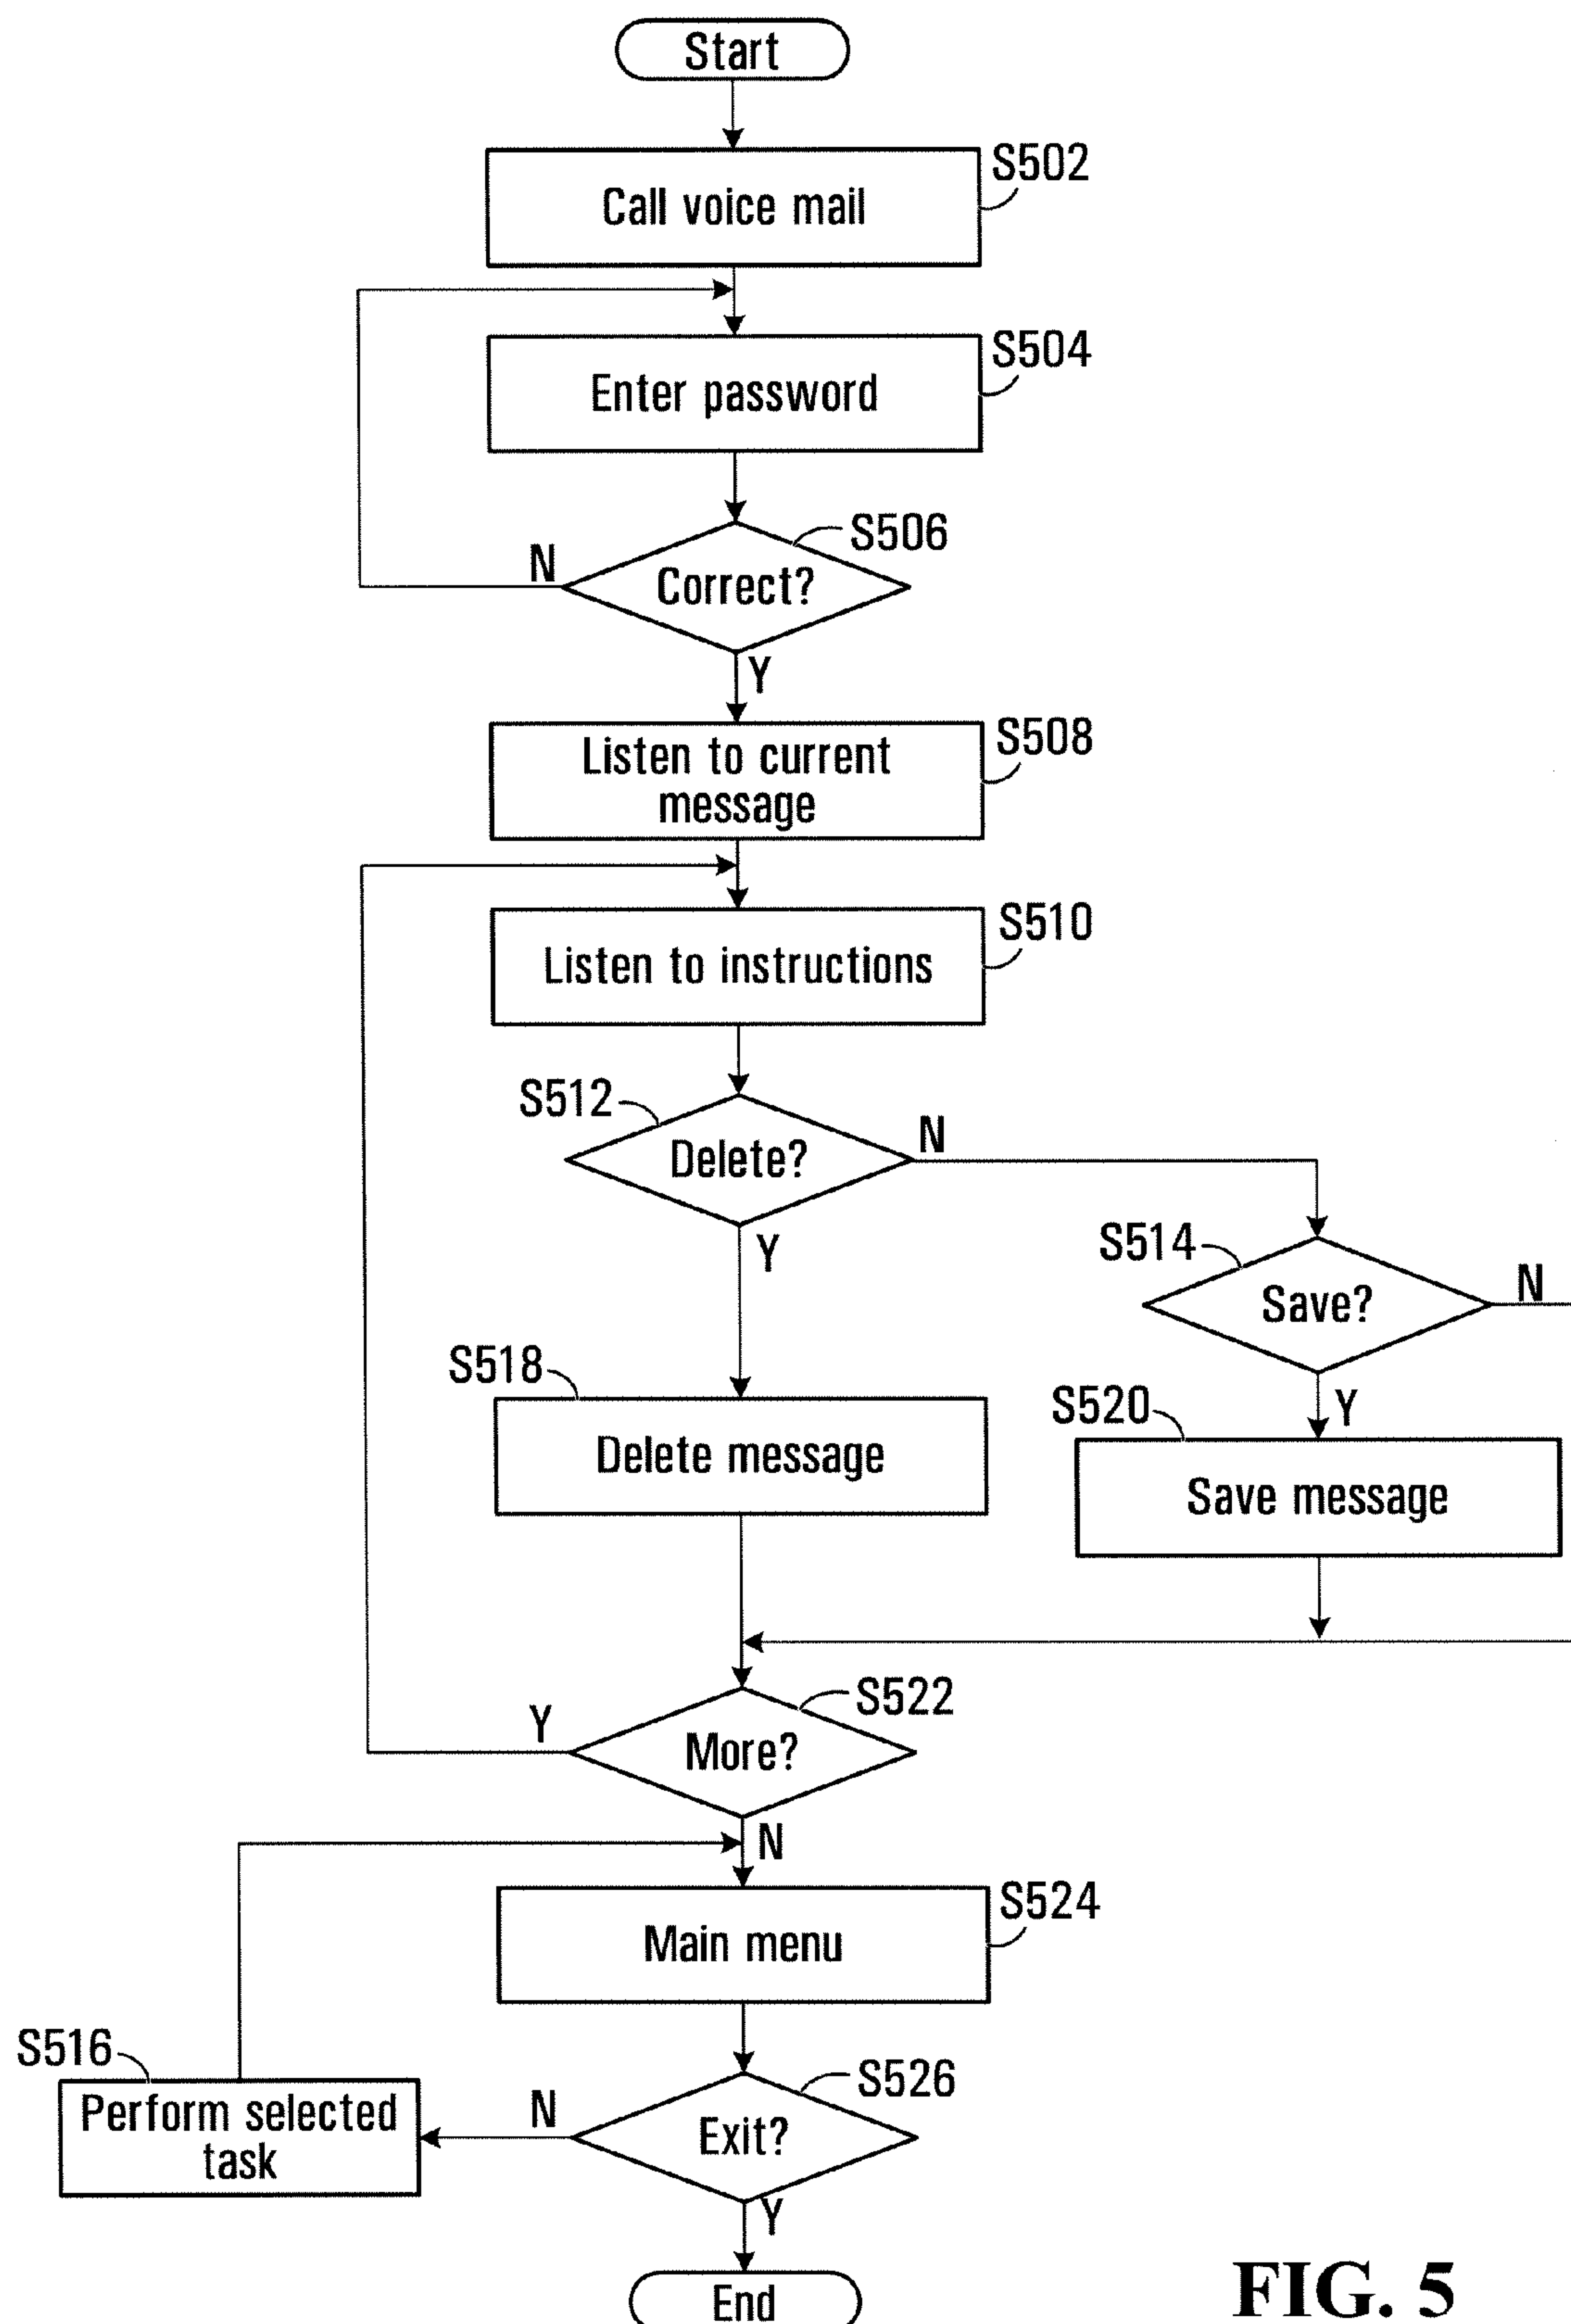 Start
S502
Call voice mail
S504
Enter password
S506
N
Correct?
Y
S508
Listen to current
message
S510
Listen to instructions
S512
N
Delete?
Y
S514
N
Save?
Y
S518
Delete message
S520
Save message
S522
Y
More?
N
S524
Main menu
S516
Perform selected
task
S526
N
Exit?
Y
End
FIG. 5